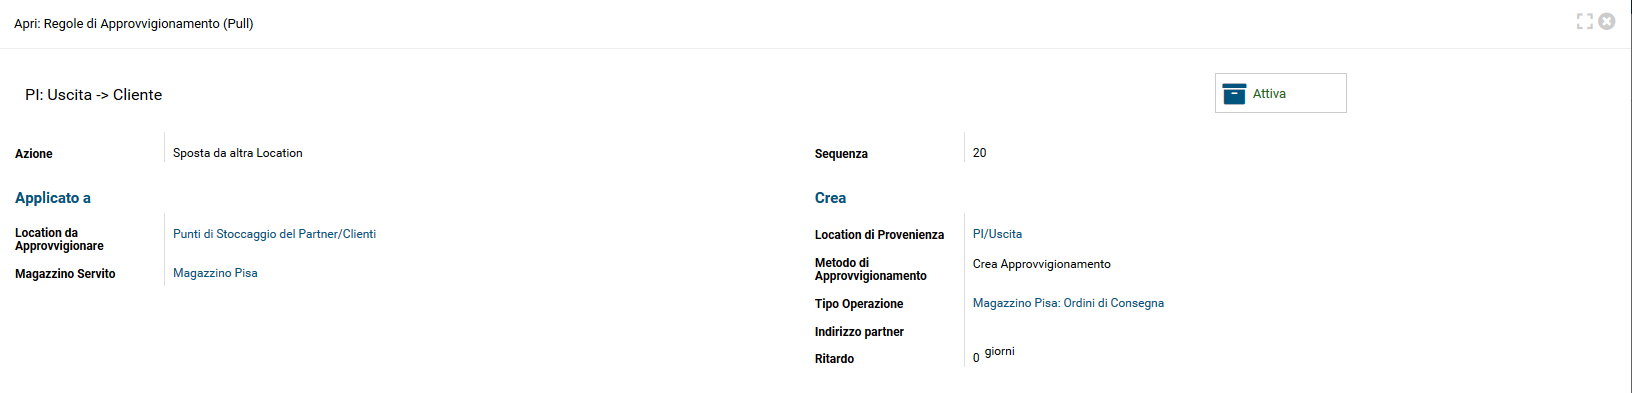 Apri: Regole di Approvvigionamento (Pull)
PI: Uscita -> Cliente
Attiva
Azione
Sposta da altra Location
Sequenza
20
Applicato a
Location da
Approvvigionare
Punti di Stoccaggio del Partner/Clienti
Magazzino Servito
Magazzino Pisa
Crea
Location di Provenienza
PI/Uscita
Metodo di
Approvvigionamento
Crea Approvvigionamento
Tipo Operazione
Magazzino Pisa: Ordini di Consegna
Indirizzo partner
Ritardo
0 giorni